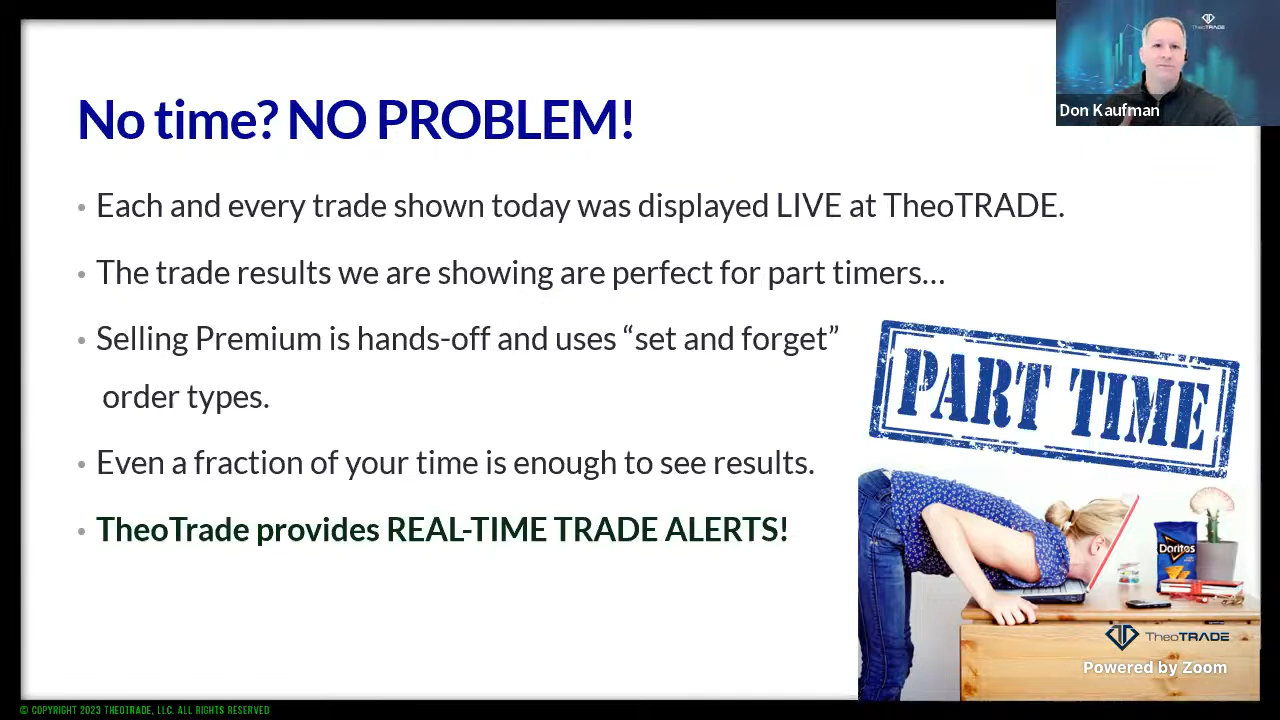 TheoTRADE
Don Kaufman
No time? NO PROBLEM!
• Each and every trade shown today was displayed LIVE at TheoTRADE.
• The trade results we are showing are perfect for part timers...
• Selling Premium is hands-off and uses “set and forget”
order types.
• Even a fraction of your time is enough to see results.
• TheoTrade provides REAL-TIME TRADE ALERTS!
PART TIME
Doritos
TheoTRADE
Powered by Zoom
© COPYRIGHT 2023 THEOTRADE, LLC. ALL RIGHTS RESERVED